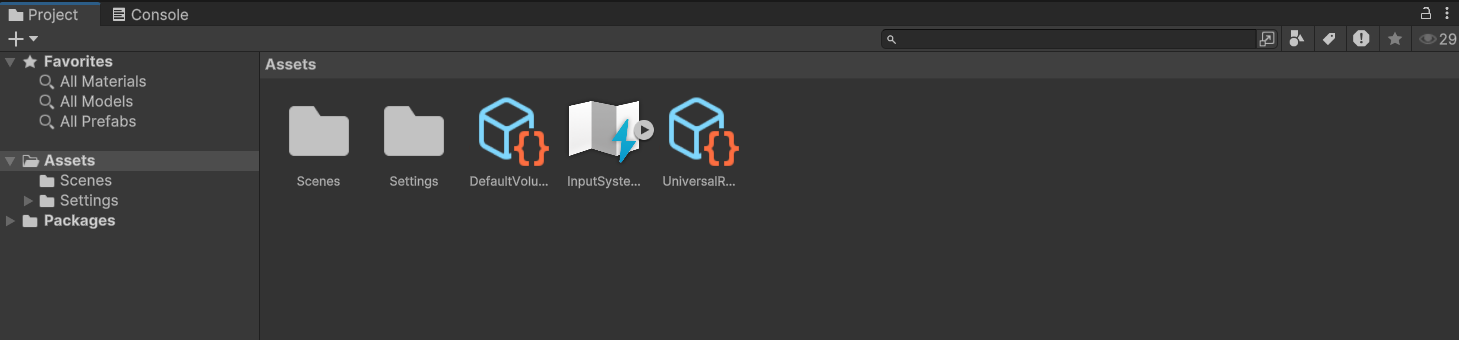 Project
Console
29
Favorites
All Materials
All Models
All Prefabs
Assets
Scenes
Settings
Packages
Assets
Scenes
Settings
DefaultVolu...
InputSyste...
UniversalR...